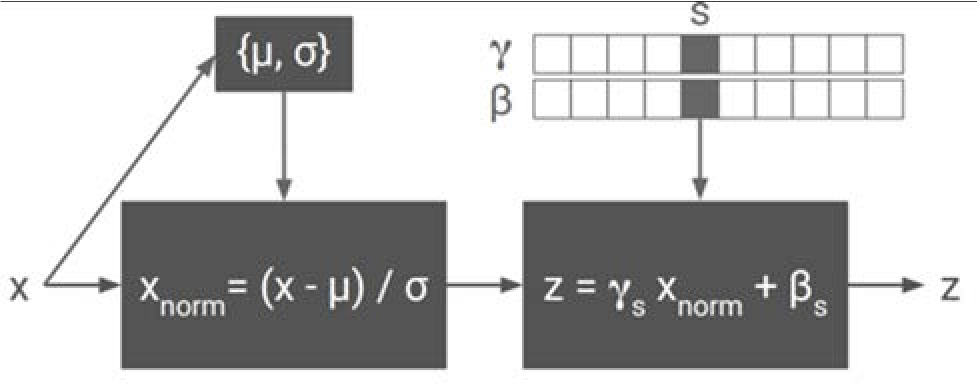 s
{μ, σ}
γ
β
x
x_norm = (x - μ) / σ
z = γ_s x_norm + β_s
z